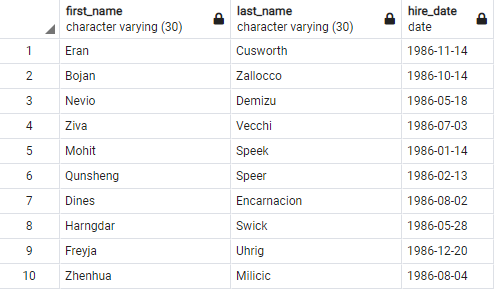 first_name last_name hire_date
character varying (30) character varying (30) date
1 Eran Cusworth 1986-11-14
2 Bojan Zallocco 1986-10-14
3 Nevio Demizu 1986-05-18
4 Ziva Vecchi 1986-07-03
5 Mohit Speek 1986-01-14
6 Qunsheng Speer 1986-02-13
7 Dines Encarnacion 1986-08-02
8 Harngdar Swick 1986-05-28
9 Freyja Uhrig 1986-12-20
10 Zhenhua Milicic 1986-08-04